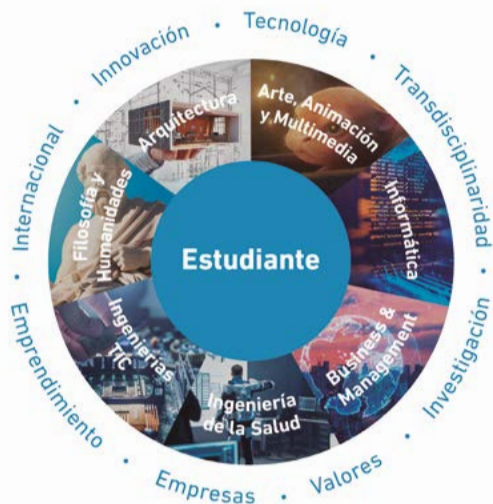 Innovación • Tecnología • Transdisciplinaridad • Investigación • Valores • Empresas • Emprendimiento • Internacional •
Arquitectura
Arte, Animación
y Multimedia
Informática
Business &
Management
Ingeniería
de la Salud
Ingenierías
TIC
Filosofía y
Humanidades
Estudiante